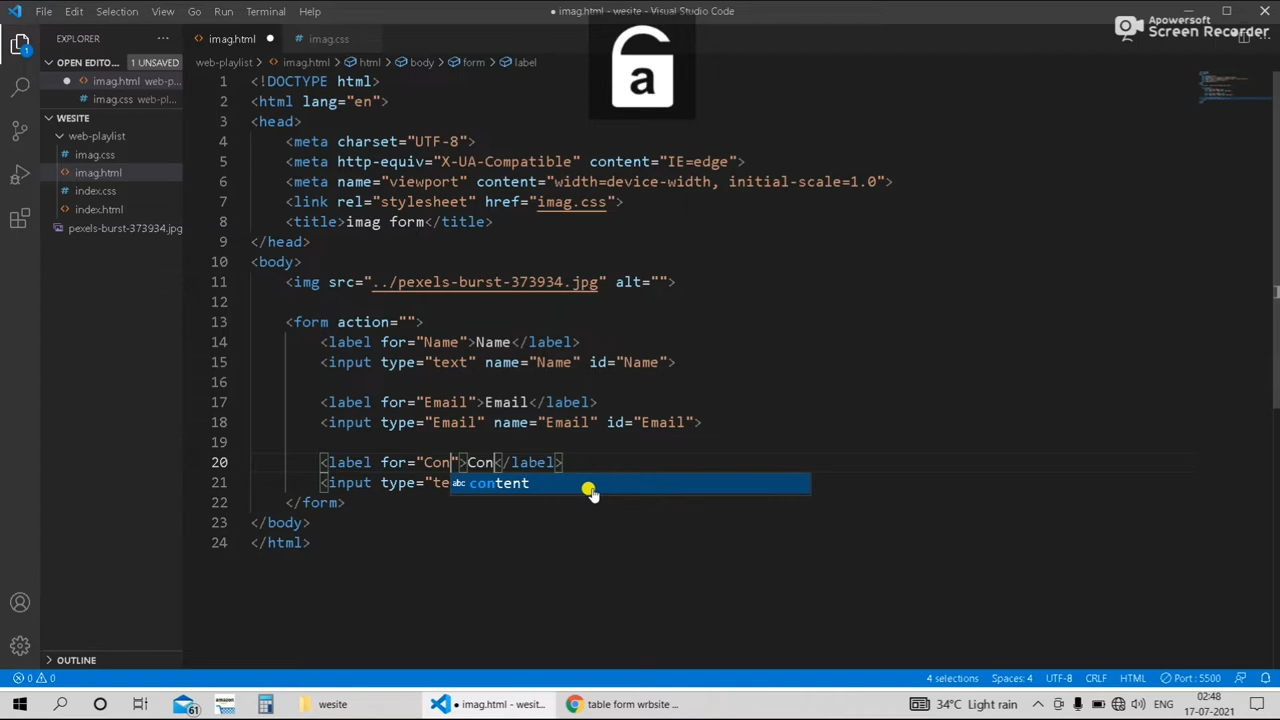 File Edit Selection View Go Run Terminal Help
● imag.html - wesite - Visual Studio Code
Apowersoft
Screen Recorder
a
EXPLORER ...
imag.html ●
imag.css
OPEN EDITO... 1 UNSAVED
imag.html web-p...
imag.css web-pl...
WESITE
web-playlist
imag.css
imag.html
index.css
index.html
pexels-burst-373934.jpg
OUTLINE
web-playlist > imag.html > html > body > form > label
1 <!DOCTYPE html>
2 <html lang="en">
3 <head>
4 <meta charset="UTF-8">
5 <meta http-equiv="X-UA-Compatible" content="IE=edge">
6 <meta name="viewport" content="width=device-width, initial-scale=1.0">
7 <link rel="stylesheet" href="imag.css">
8 <title>imag form</title>
9 </head>
10 <body>
11 <img src="../pexels-burst-373934.jpg" alt="">
12
13 <form action="">
14 <label for="Name">Name</label>
15 <input type="text" name="Name" id="Name">
16
17 <label for="Email">Email</label>
18 <input type="Email" name="Email" id="Email">
19
20 <label for="Con">Con</label>
21 <input type="te
abc content
22 </form>
23 </body>
24 </html>
1
0 0
4 selections Spaces: 4 UTF-8 CRLF HTML Port : 5500
61
amazon
wesite
● imag.html - wesit...
table form wrbsite ...
34°C Light rain
ENG
02:48
17-07-2021